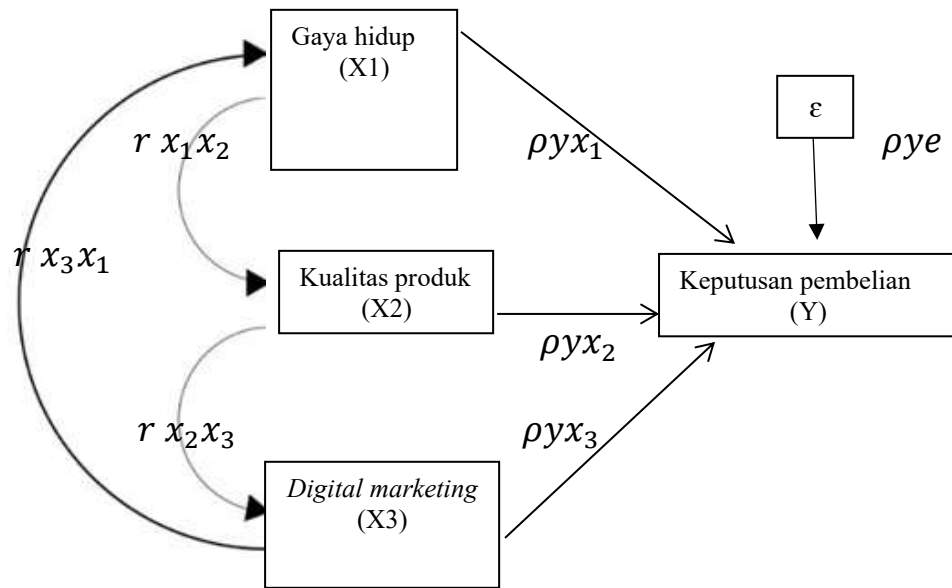 Gaya hidup
(X1)
ε
r x₁x₂
ρyx₁
ρye
r x₃x₁
Kualitas produk
(X2)
Keputusan pembelian
(Y)
ρyx₂
r x₂x₃
ρyx₃
Digital marketing
(X3)